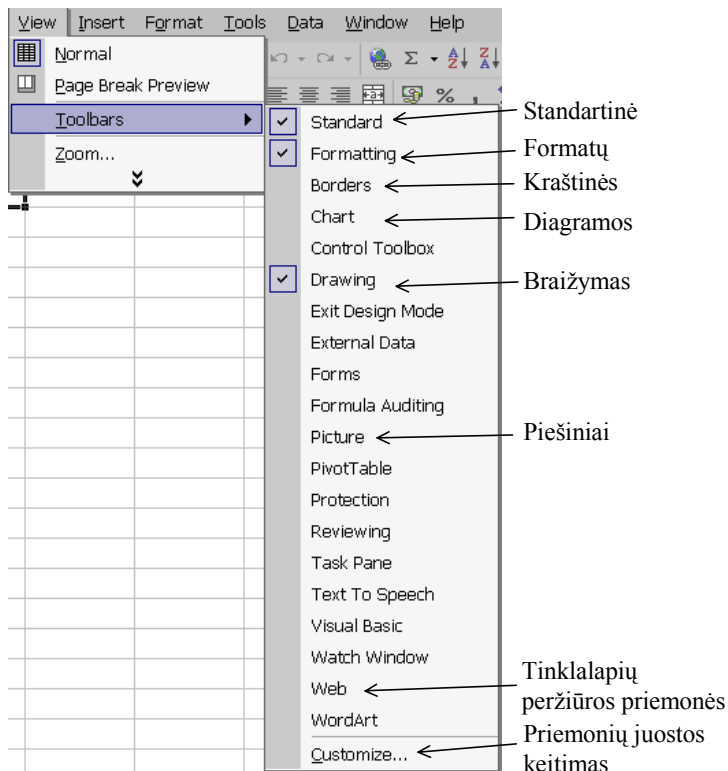 View Insert Format Tools Data Window Help
Normal
Page Break Preview
Toolbars
Zoom...
Σ A Z Z A
% ,
Standard
Formatting
Borders
Chart
Control Toolbox
Drawing
Exit Design Mode
External Data
Forms
Formula Auditing
Picture
PivotTable
Protection
Reviewing
Task Pane
Text To Speech
Visual Basic
Watch Window
Web
WordArt
Customize...
Standartinė
Formatų
Kraštinės
Diagramos
Braižymas
Piešiniai
Tinklalapių
peržiūros priemonės
Priemonių juostos
keitimas